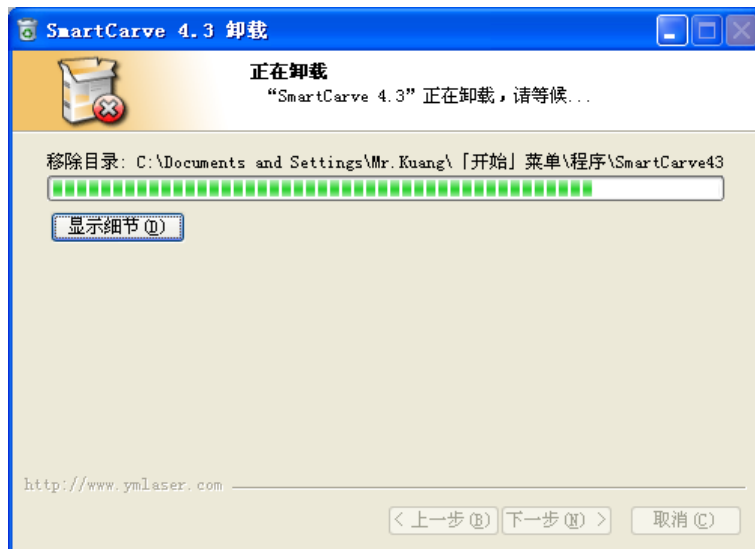 SmartCarve 4.3 卸载
正在卸载
“SmartCarve 4.3”正在卸载，请等候...
移除目录: C:\Documents and Settings\Mr.Kuang\「开始」菜单\程序\SmartCarve43
显示细节(D)
http://www.ymlaser.com
< 上一步(B) 下一步(N) > 取消(C)